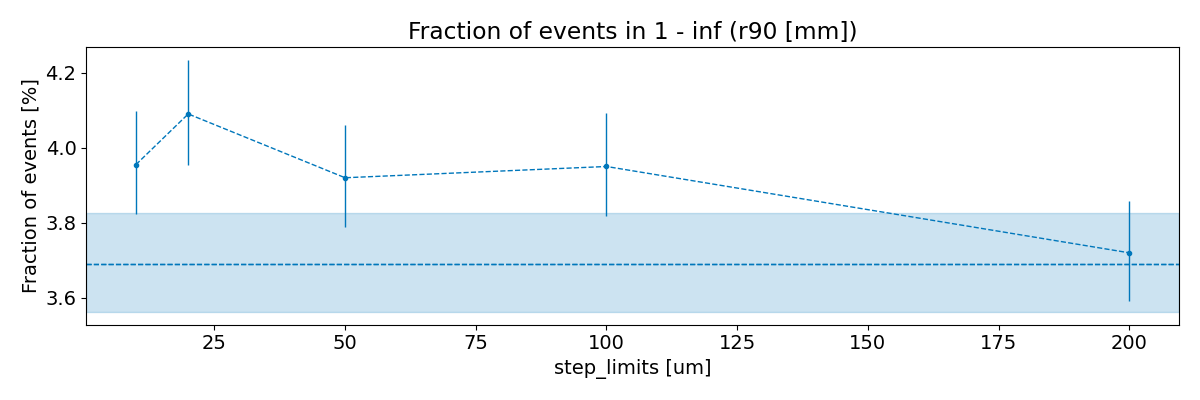 Fraction of events in 1 - inf (r90 [mm])
Fraction of events [%]
4.2
4.0
3.8
3.6
25 50 75 100 125 150 175 200
step_limits [um]